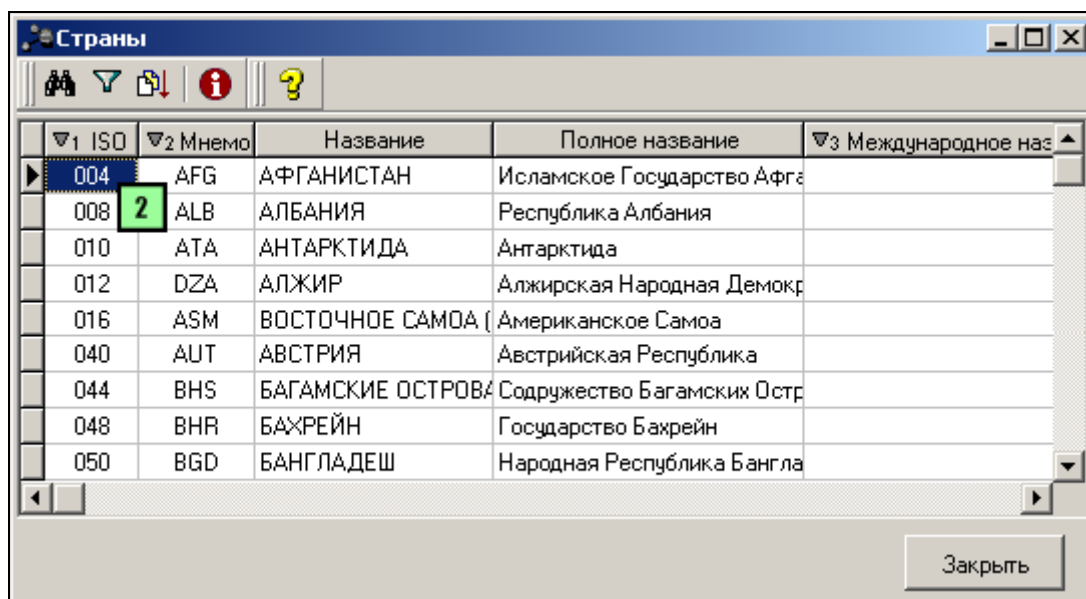 Страны
▽1 ISO ▽2 Мнемо Название Полное название ▽3 Международное наз
004 AFG АФГАНИСТАН Исламское Государство Афга
2
008 ALB АЛБАНИЯ Республика Албания
010 ATA АНТАРКТИДА Антарктида
012 DZA АЛЖИР Алжирская Народная Демокр
016 ASM ВОСТОЧНОЕ САМОА ( Американское Самоа
040 AUT АВСТРИЯ Австрийская Республика
044 BHS БАГАМСКИЕ ОСТРОВА Содружество Багамских Остр
048 BHR БАХРЕЙН Государство Бахрейн
050 BGD БАНГЛАДЕШ Народная Республика Бангла
Закрыть